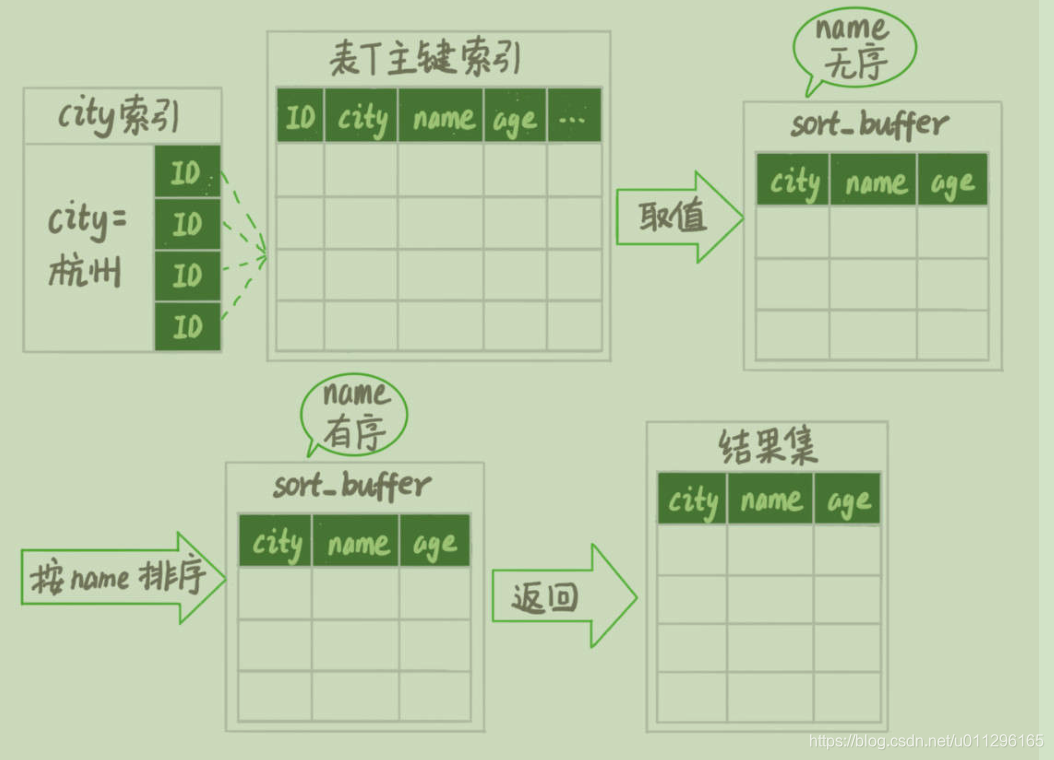 city索引
city=
杭州
ID
ID
ID
ID
表T主键索引
ID city name age ...
取值
name
无序
sort_buffer
city name age
按name排序
name
有序
sort_buffer
city name age
返回
结果集
city name age
https://blog.csdn.net/u011296165